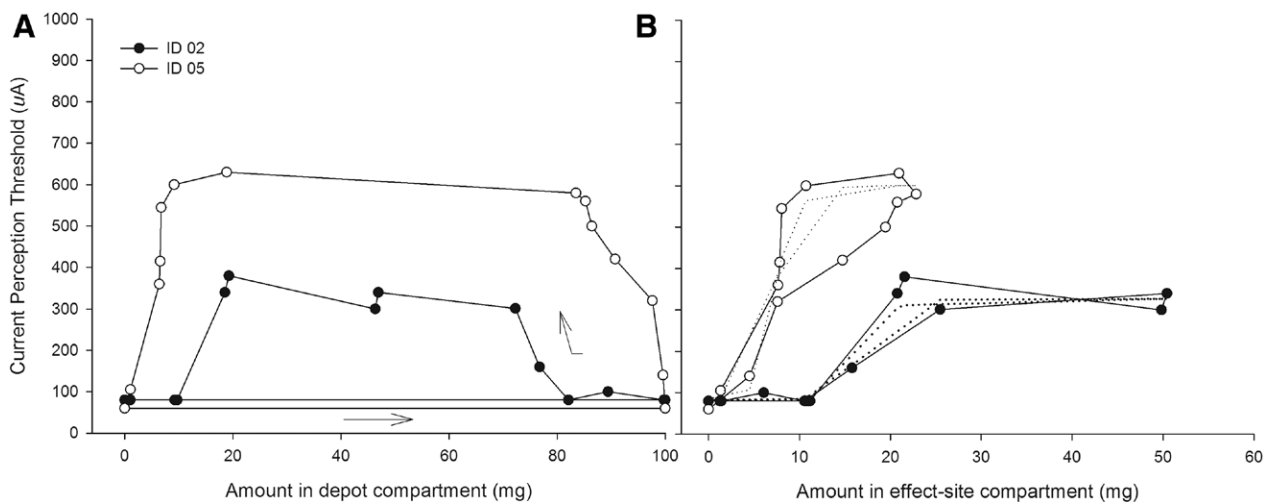 A
B
ID 02
ID 05
Current Perception Threshold (uA)
1000
900
800
700
600
500
400
300
200
100
0
0 20 40 60 80 100
Amount in depot compartment (mg)
0 10 20 30 40 50 60
Amount in effect-site compartment (mg)